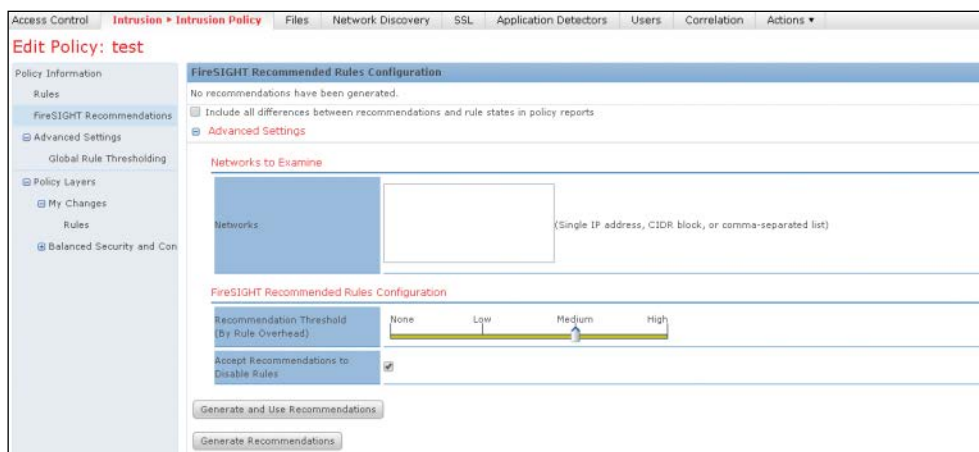 Access Control Intrusion ▸ Intrusion Policy Files Network Discovery SSL Application Detectors Users Correlation Actions ▾
Edit Policy: test
Policy Information
Rules
FireSIGHT Recommendations
Advanced Settings
Global Rule Thresholding
Policy Layers
My Changes
Rules
Balanced Security and Con
FireSIGHT Recommended Rules Configuration
No recommendations have been generated.
Include all differences between recommendations and rule states in policy reports
Advanced Settings
Networks to Examine
Networks
(Single IP address, CIDR block, or comma-separated list)
FireSIGHT Recommended Rules Configuration
Recommendation Threshold
(By Rule Overhead)
None Low Medium High
Accept Recommendations to
Disable Rules
Generate and Use Recommendations
Generate Recommendations